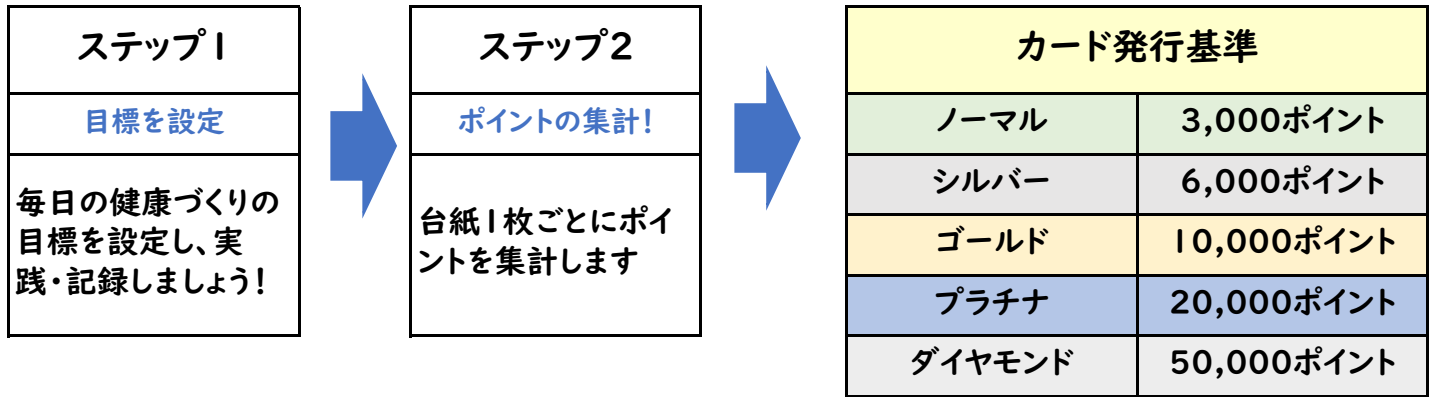 ステップ1
目標を設定
毎日の健康づくりの
目標を設定し、実
践・記録しましょう!
ステップ2
ポイントの集計!
台紙1枚ごとにポイ
ントを集計します
カード発行基準
ノーマル 3,000ポイント
シルバー 6,000ポイント
ゴールド 10,000ポイント
プラチナ 20,000ポイント
ダイヤモンド 50,000ポイント